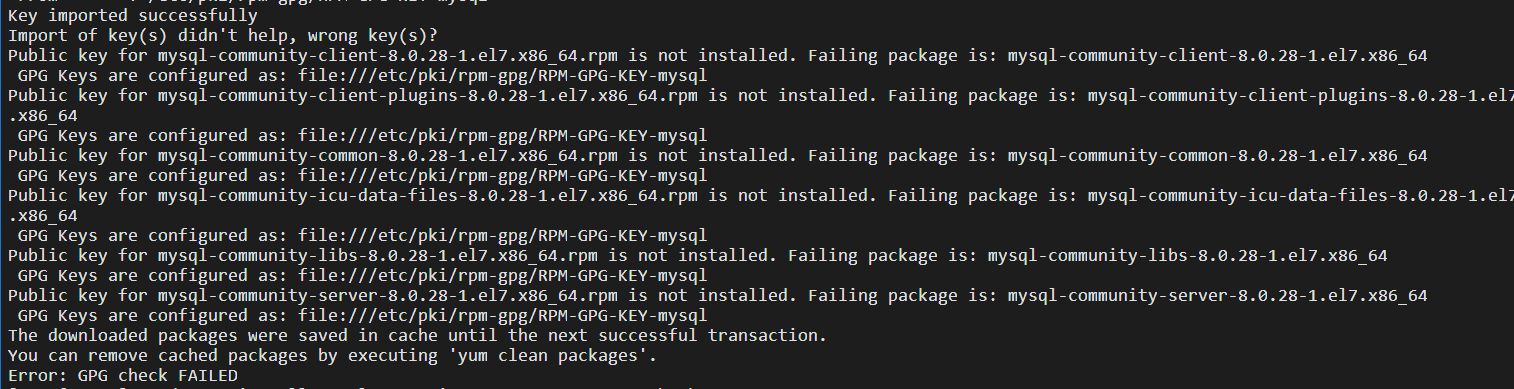 Key imported successfully
Import of key(s) didn't help, wrong key(s)?
Public key for mysql-community-client-8.0.28-1.el7.x86_64.rpm is not installed. Failing package is: mysql-community-client-8.0.28-1.el7.x86_64
 GPG Keys are configured as: file:///etc/pki/rpm-gpg/RPM-GPG-KEY-mysql
Public key for mysql-community-client-plugins-8.0.28-1.el7.x86_64.rpm is not installed. Failing package is: mysql-community-client-plugins-8.0.28-1.el7
.x86_64
 GPG Keys are configured as: file:///etc/pki/rpm-gpg/RPM-GPG-KEY-mysql
Public key for mysql-community-common-8.0.28-1.el7.x86_64.rpm is not installed. Failing package is: mysql-community-common-8.0.28-1.el7.x86_64
 GPG Keys are configured as: file:///etc/pki/rpm-gpg/RPM-GPG-KEY-mysql
Public key for mysql-community-icu-data-files-8.0.28-1.el7.x86_64.rpm is not installed. Failing package is: mysql-community-icu-data-files-8.0.28-1.el7
.x86_64
 GPG Keys are configured as: file:///etc/pki/rpm-gpg/RPM-GPG-KEY-mysql
Public key for mysql-community-libs-8.0.28-1.el7.x86_64.rpm is not installed. Failing package is: mysql-community-libs-8.0.28-1.el7.x86_64
 GPG Keys are configured as: file:///etc/pki/rpm-gpg/RPM-GPG-KEY-mysql
Public key for mysql-community-server-8.0.28-1.el7.x86_64.rpm is not installed. Failing package is: mysql-community-server-8.0.28-1.el7.x86_64
 GPG Keys are configured as: file:///etc/pki/rpm-gpg/RPM-GPG-KEY-mysql
The downloaded packages were saved in cache until the next successful transaction.
You can remove cached packages by executing 'yum clean packages'.
Error: GPG check FAILED